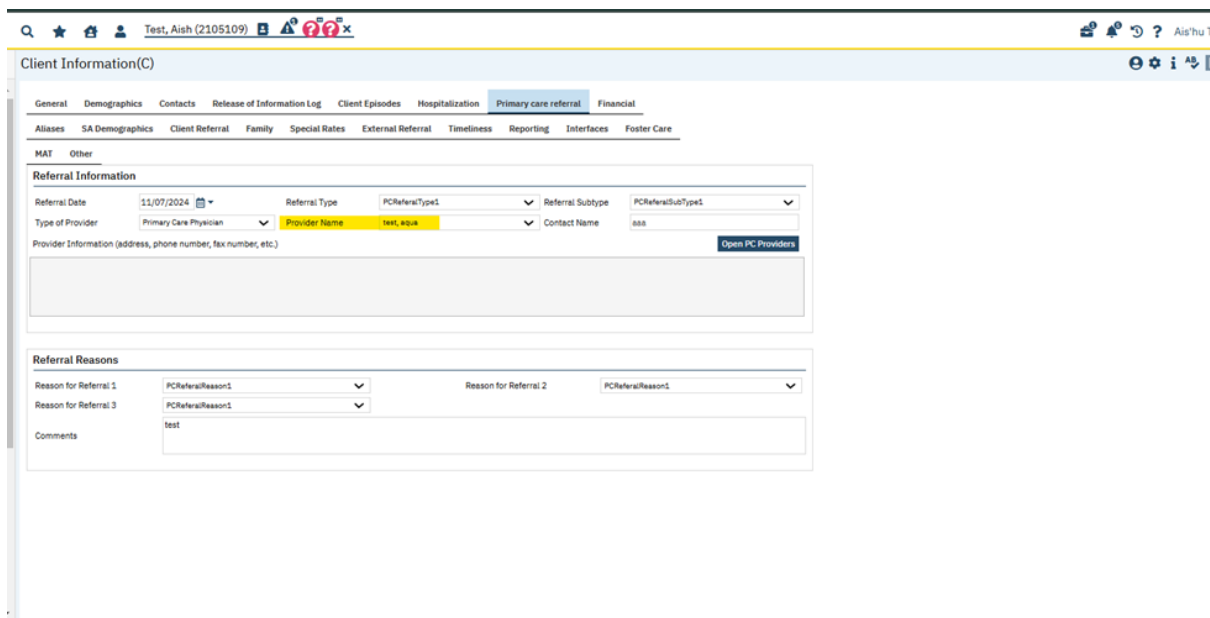 Test, Aish (2105109)
Ais'hu T
Client Information(C)
General Demographics Contacts Release of Information Log Client Episodes Hospitalization Primary care referral Financial
Aliases SA Demographics Client Referral Family Special Rates External Referral Timeliness Reporting Interfaces Foster Care
MAT Other
Referral Information
Referral Date 11/07/2024 Referral Type PCReferalType1 Referral Subtype PCReferalSubType1
Type of Provider Primary Care Physician Provider Name test, aqua Contact Name aaa
Provider Information (address, phone number, fax number, etc.) Open PC Providers
Referral Reasons
Reason for Referral 1 PCReferalReason1 Reason for Referral 2 PCReferalReason1
Reason for Referral 3 PCReferalReason1
test
Comments